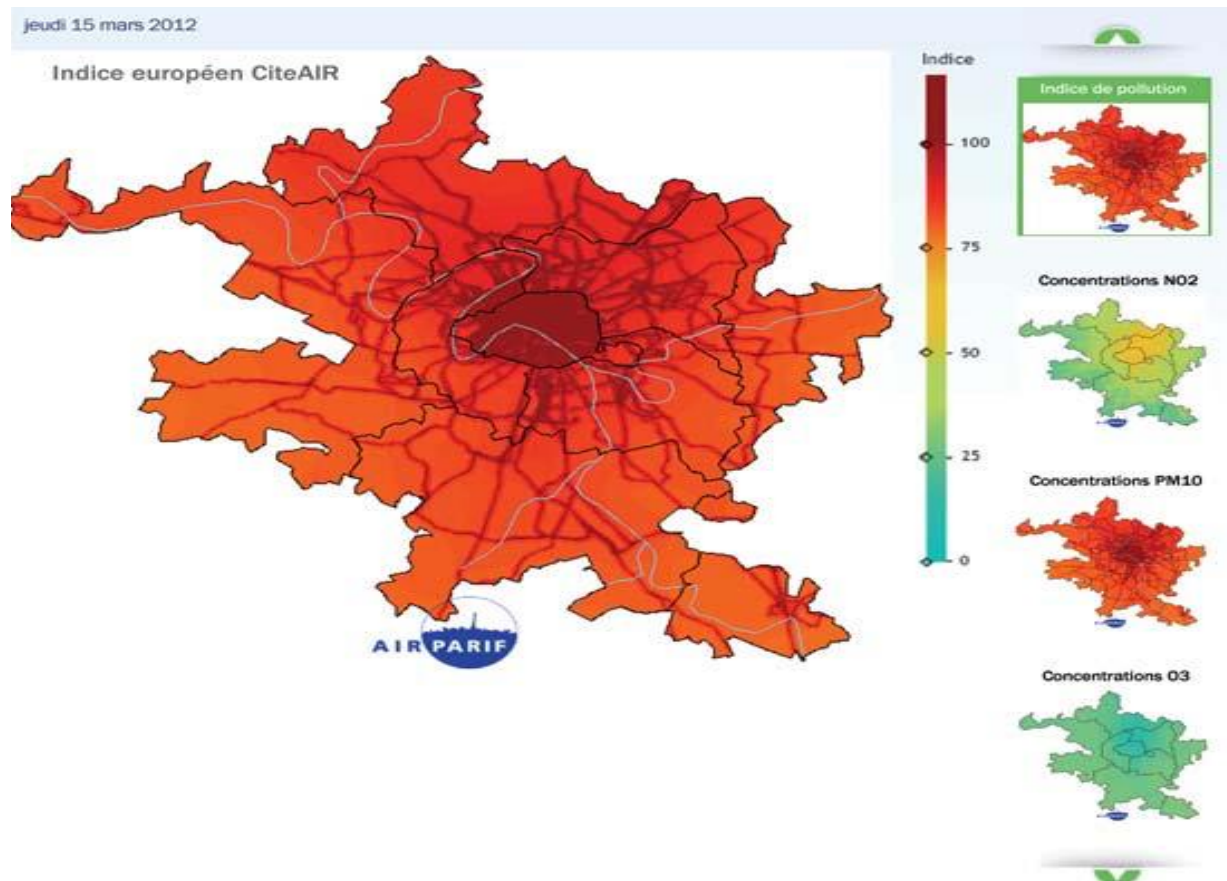 jeudi 15 mars 2012
Indice européen CiteAIR
Indice
100
75
50
25
0
AIR PARIF
Indice de pollution
Concentrations NO2
Concentrations PM10
Concentrations O3